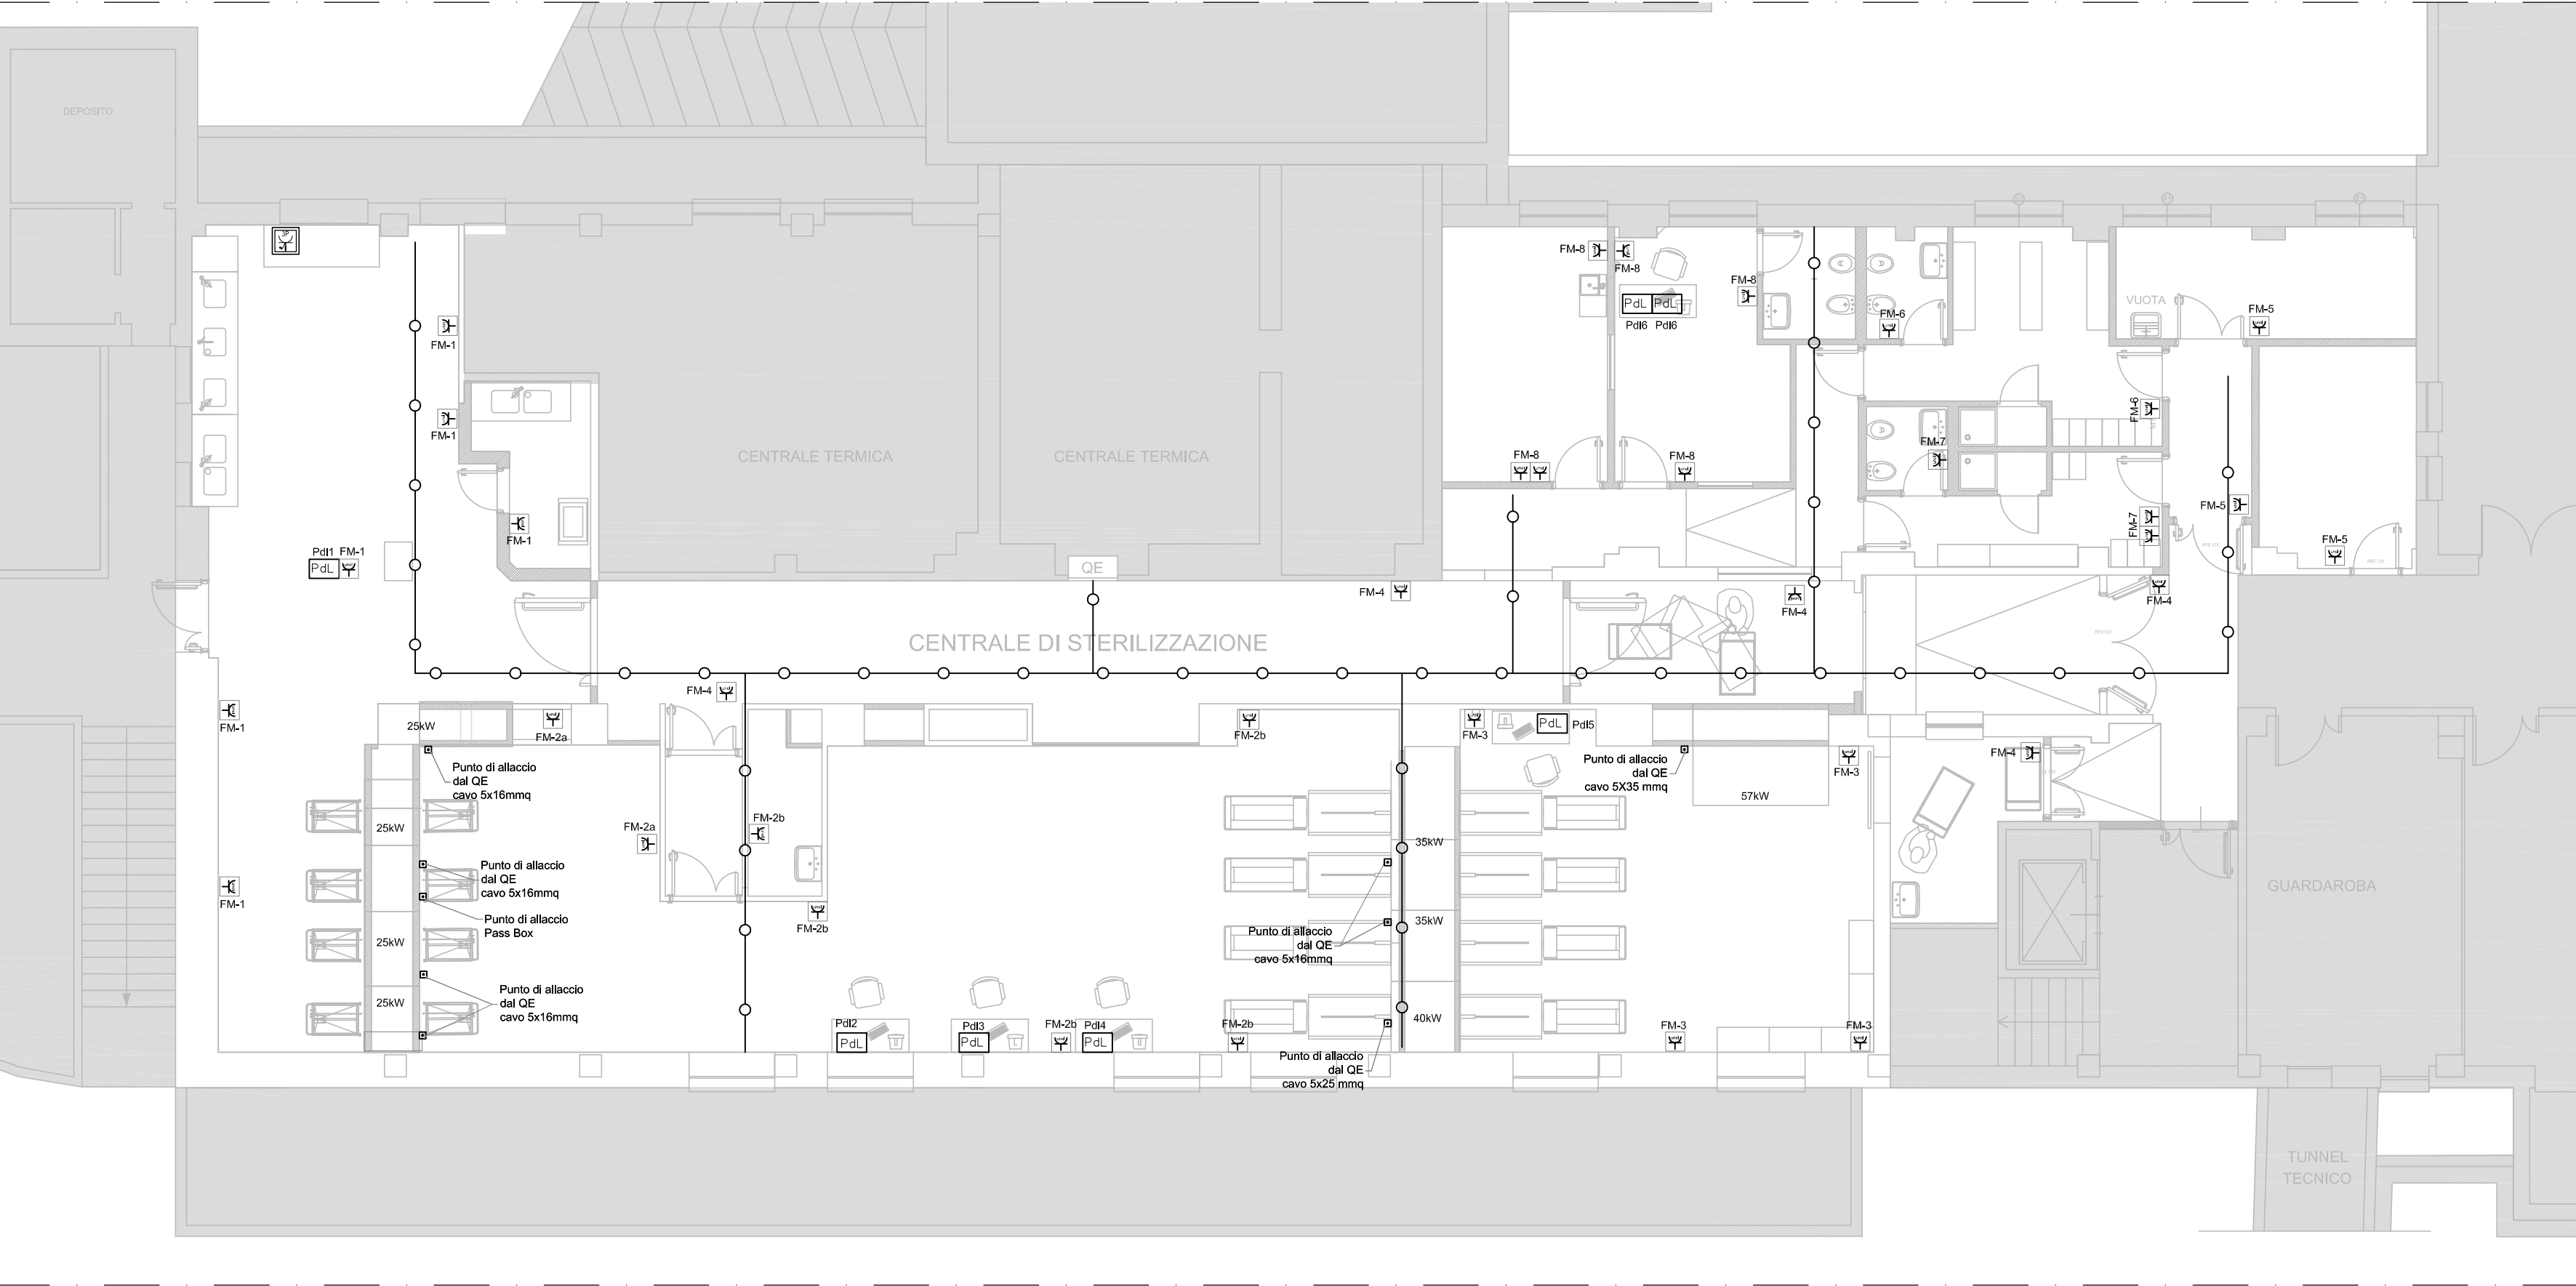 DEPOSITO
FM-8
FM-8
FM-8
VUOTA
FM-5
PdL
PdL
PdI6
PdI6
FM-6
FM-1
FM-6
FM-1
FM-7
CENTRALE TERMICA
CENTRALE TERMICA
FM-8
FM-8
FM-5
FM-7
FM-1
FM-5
PdI1
FM-1
PdL
QE
FM-4
FM-4
FM-4
CENTRALE DI STERILIZZAZIONE
FM-4
FM-1
25kW
FM-2a
FM-2b
FM-3
PdL
PdI5
FM-4
Punto di allaccio
dal QE
cavo 5x16mmq
Punto di allaccio
dal QE
cavo 5X35 mmq
FM-3
57kW
25kW
FM-2a
FM-2b
35kW
Punto di allaccio
dal QE
cavo 5x16mmq
FM-1
Punto di allaccio
Pass Box
FM-2b
GUARDAROBA
25kW
35kW
Punto di allaccio
dal QE
cavo 5x16mmq
25kW
Punto di allaccio
dal QE
cavo 5x16mmq
40kW
PdI2
PdL
PdI3
PdL
FM-2b
PdI4
PdL
FM-2b
FM-3
FM-3
Punto di allaccio
dal QE
cavo 5x25 mmq
TUNNEL
TECNICO